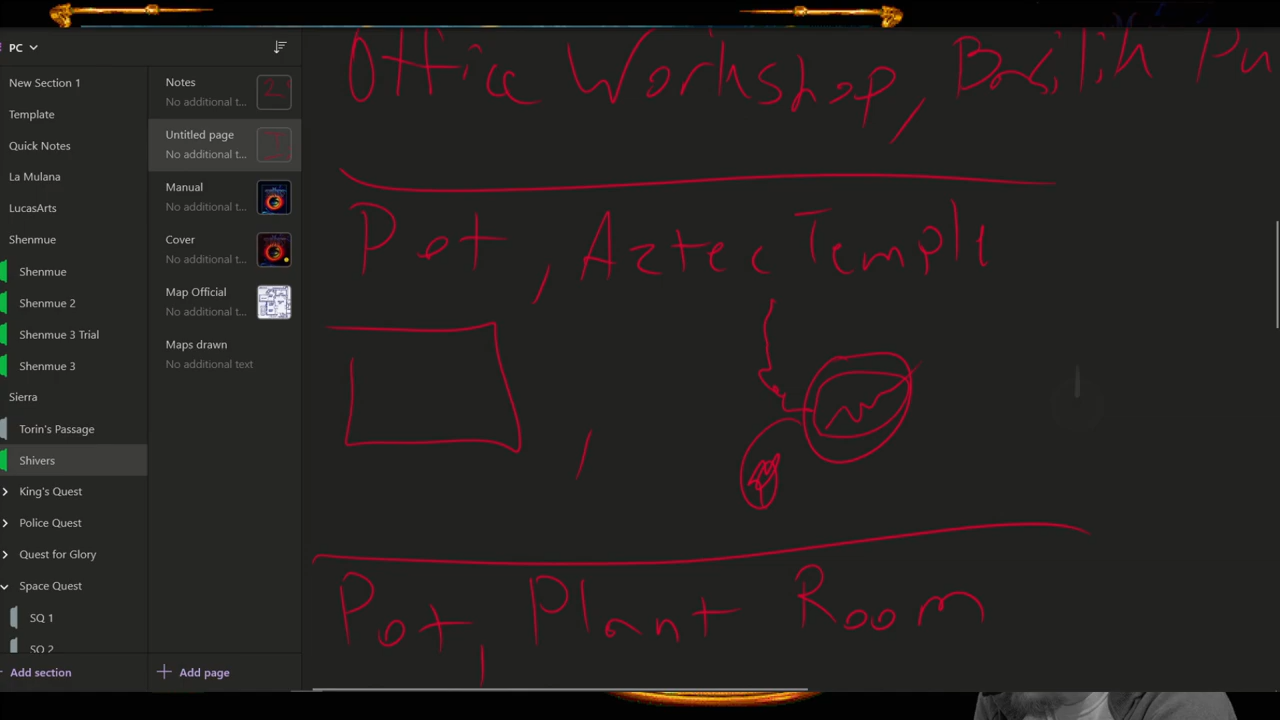 PC
New Section 1
Template
Quick Notes
La Mulana
LucasArts
Shenmue
Shenmue
Shenmue 2
Shenmue 3 Trial
Shenmue 3
Sierra
Torin's Passage
Shivers
King's Quest
Police Quest
Quest for Glory
Space Quest
SQ 1
SQ 2
Add section
Notes
No additional t...
Untitled page
No additional t...
Manual
No additional t...
Cover
No additional t...
Map Official
No additional t...
Maps drawn
No additional text
Add page
Office Workshop,
Pot, Aztec Temple
Pot, Plant Room